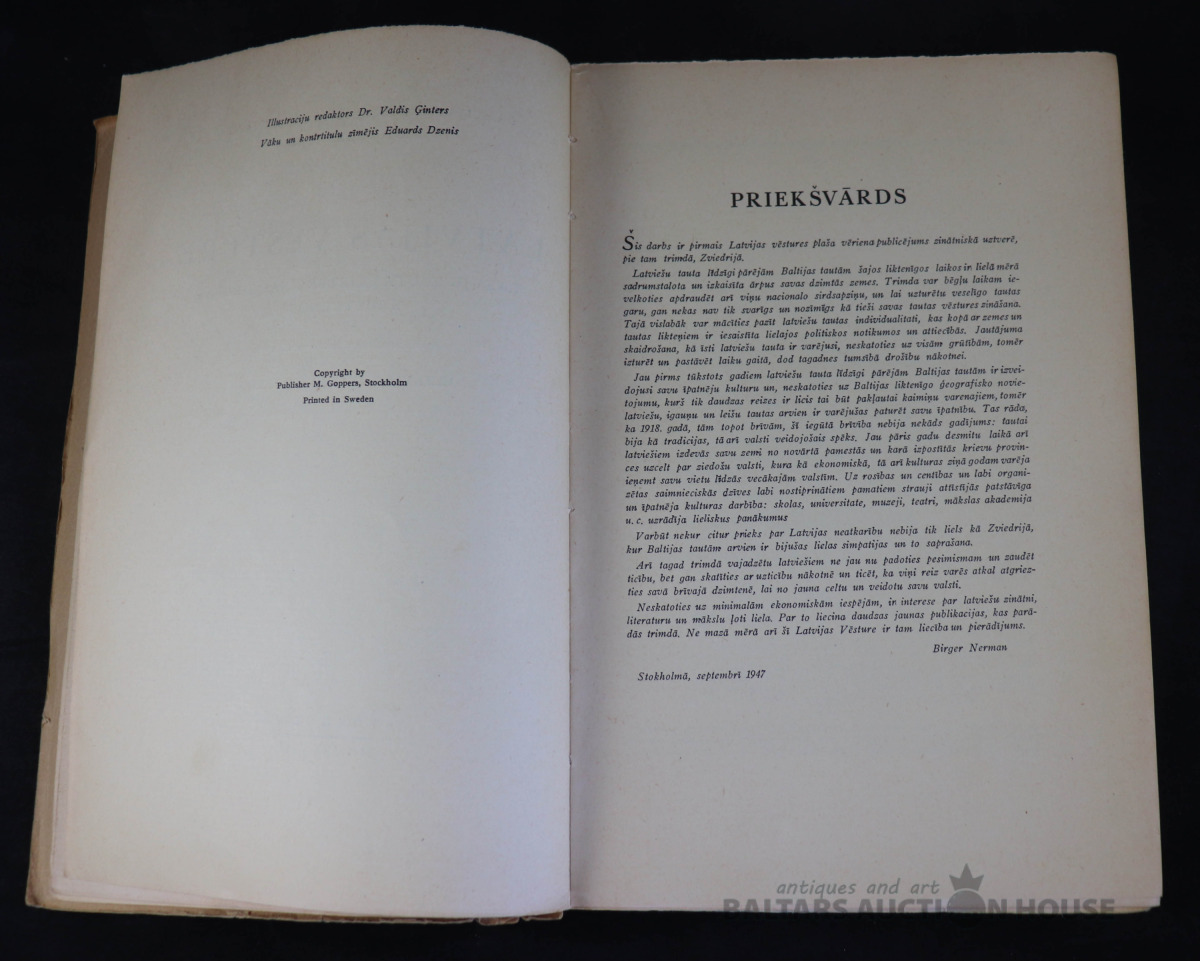 Illustraciju redaktors Dr. Valdis Ģinters
Vāku un kontrtitulu zīmējis Eduards Dzenis
Copyright by
Publisher M. Goppers, Stockholm
Printed in Sweden
PRIEKŠVĀRDS
Šis darbs ir pirmais Latvijas vēstures plaša vēriena publicējums zinātniskā uztverē,
pie tam trimdā, Zviedrijā.
Latviešu tauta līdzīgi pārējām Baltijas tautām šajos liktenīgos laikos ir lielā mērā
sadrumstalota un izkaisīta ārpus savas dzimtās zemes. Trimda var bēgļu laikam ie-
velkoties apdraudēt arī viņu nacionalo sirdsapziņu, un lai uzturētu veselīgo tautas
garu, gan nekas nav tik svarīgs un nozīmīgs kā tieši savas tautas vēstures zināšana.
Tajā vislabāk var mācīties pazīt latviešu tautas individualitati, kas kopā ar zemes un
tautas likteņiem ir iesaistīta lielajos politiskos notikumos un attiecībās. Jautājuma
skaidrošana, kā īsti latviešu tauta ir varējusi, neskatoties uz visām grūtībām, tomēr
izturēt un pastāvēt laiku gaitā, dod tagadnes tumsībā drošību nākotnei.
Jau pirms tūkstots gadiem latviešu tauta līdzīgi pārējām Baltijas tautām ir izvei-
dojusi savu īpatnēju kulturu un, neskatoties uz Baltijas liktenīgo ģeografisko novie-
tojumu, kurš tik daudzas reizes ir licis tai būt pakļautai kaimiņu varenajiem, tomēr
latviešu, igauņu un leišu tautas arvien ir varējušas paturēt savu īpatnību. Tas rāda,
ka 1918. gadā, tām topot brīvām, šī iegūtā brīvība nebija nekāds gadījums: tautai
bija kā tradicijas, tā arī valsti veidojošais spēks. Jau pāris gadu desmitu laikā arī
latviešiem izdevās savu zemi no novārtā pamestās un karā izpostītās krievu provin-
ces uzcelt par ziedošu valsti, kura kā ekonomiskā, tā arī kulturas ziņā godam varēja
ieņemt savu vietu līdzās vecākajām valstīm. Uz rosības un centības un labi organi-
zētas saimnieciskās dzīves labi nostiprinātiem pamatiem strauji attīstījās patstāvīga
un īpatnēja kulturas darbība: skolas, universitate, muzeji, teatri, mākslas akademija
u. c. uzrādīja lieliskus panākumus
Varbūt nekur citur prieks par Latvijas neatkarību nebija tik liels kā Zviedrijā,
kur Baltijas tautām arvien ir bijušas lielas simpatijas un to saprašana.
Arī tagad trimdā vajadzētu latviešiem ne jau nu padoties pesimismam un zaudēt
ticību, bet gan skatīties ar uzticību nākotnē un ticēt, ka viņi reiz varēs atkal atgriez-
ties savā brīvajā dzimtenē, lai no jauna celtu un veidotu savu valsti.
Neskatoties uz minimalām ekonomiskām iespējām, ir interese par latviešu zinātni,
literaturu un mākslu ļoti liela. Par to liecina daudzas jaunas publikacijas, kas parā-
dās trimdā. Ne mazā mērā arī šī Latvijas Vēsture ir tam liecība un pierādījums.
Birger Nerman
Stokholmā, septembrī 1947
antiques and art
BALTARS AUCTION HOUSE